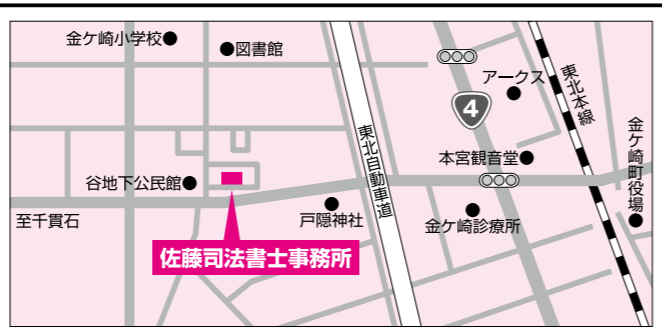 金ケ崎小学校
図書館
アークス
東北本線
4
東北自動車道
本宮観音堂
金ケ崎町役場
谷地下公民館
至千貫石
戸隠神社
金ケ崎診療所
佐藤司法書士事務所